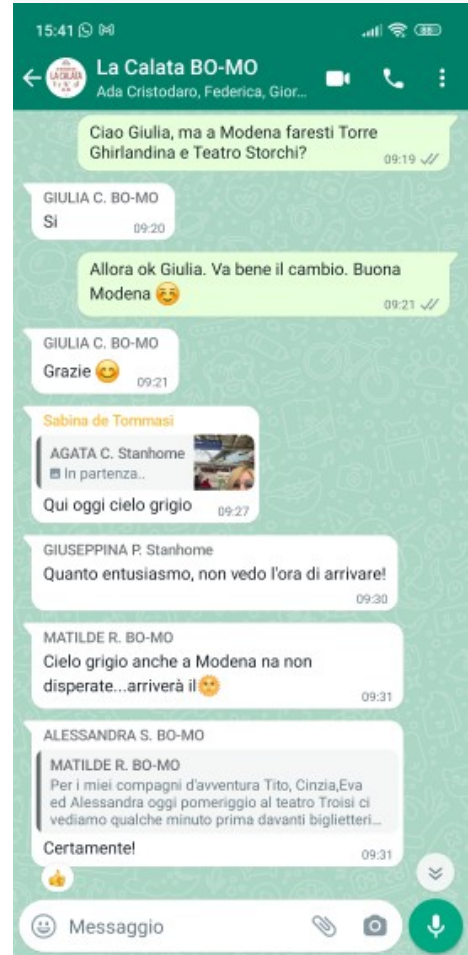 15:41
La Calata BO-MO
Ada Cristodaro, Federica, Gior...
Ciao Giulia, ma a Modena faresti Torre
Ghirlandina e Teatro Storchi?
09:19
GIULIA C. BO-MO
Si
09:20
Allora ok Giulia. Va bene il cambio. Buona
Modena 😊
09:21
GIULIA C. BO-MO
Grazie 😊
09:21
Sabina de Tommasi
AGATA C. Stanhome
In partenza..
Qui oggi cielo grigio
09:27
GIUSEPPINA P. Stanhome
Quanto entusiasmo, non vedo l'ora di arrivare!
09:30
MATILDE R. BO-MO
Cielo grigio anche a Modena na non
disperate...arriverà il🌞
09:31
ALESSANDRA S. BO-MO
MATILDE R. BO-MO
Per i miei compagni d'avventura Tito, Cinzia,Eva
ed Alessandra oggi pomeriggio al teatro Troisi ci
vediamo qualche minuto prima davanti biglietteri...
Certamente!
09:31
👍
Messaggio